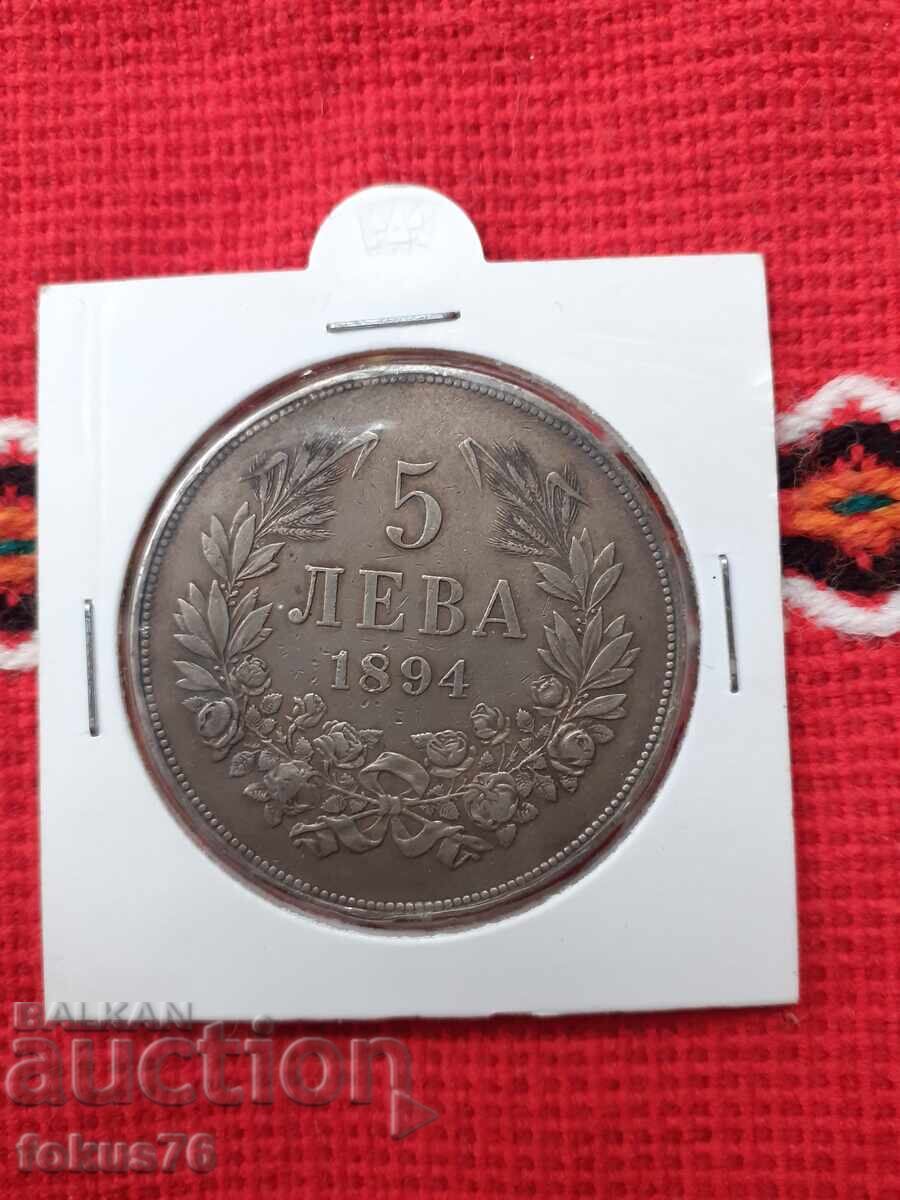 5
ЛЕВА
1894
BALKAN
auction
fokus76